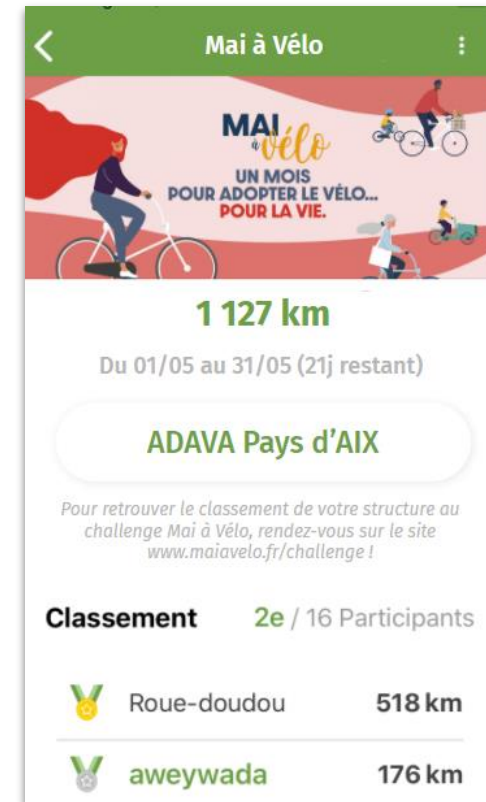 Mai à Vélo
MAI
à vélo
UN MOIS
POUR ADOPTER LE VÉLO...
POUR LA VIE.
1 127 km
Du 01/05 au 31/05 (21j restant)
ADAVA Pays d'AIX
Pour retrouver le classement de votre structure au
challenge Mai à Vélo, rendez-vous sur le site
www.maiavelo.fr/challenge !
Classement 2e / 16 Participants
Roue-doudou 518 km
aweywada 176 km